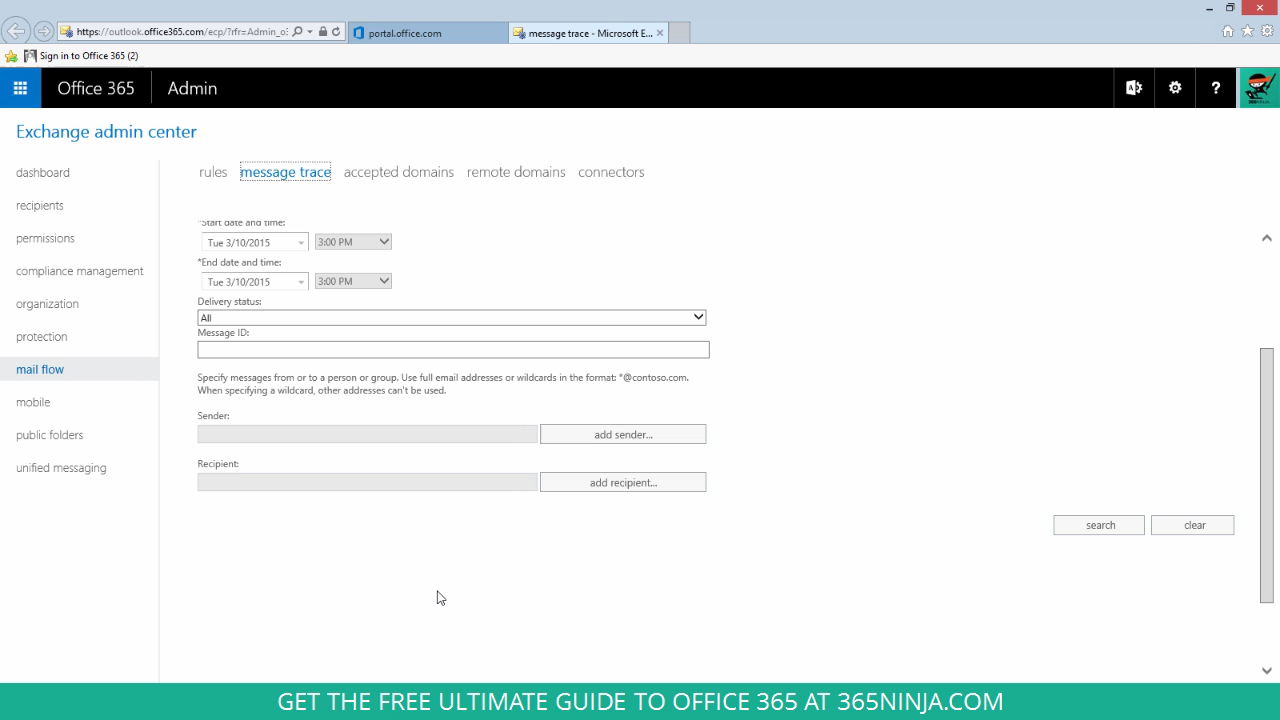 https://outlook.office365.com/ecp/?rfr=Admin_o3
portal.office.com
message trace - Microsoft E...
Sign in to Office 365 (2)
Office 365
Admin
A
?
Exchange admin center
dashboard
recipients
permissions
compliance management
organization
protection
mail flow
mobile
public folders
unified messaging
rules
message trace
accepted domains
remote domains
connectors
*Start date and time:
Tue 3/10/2015
3:00 PM
*End date and time:
Tue 3/10/2015
3:00 PM
Delivery status:
All
Message ID:
Specify messages from or to a person or group. Use full email addresses or wildcards in the format: *@contoso.com.
When specifying a wildcard, other addresses can't be used.
Sender:
add sender...
Recipient:
add recipient...
search
clear
GET THE FREE ULTIMATE GUIDE TO OFFICE 365 AT 365NINJA.COM